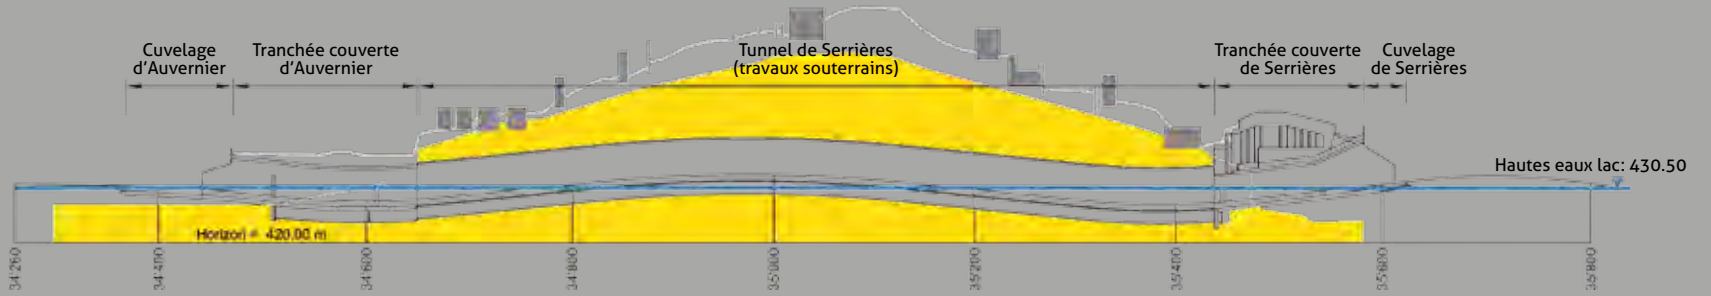 Cuvelage
d'Auvernier
Tranchée couverte
d'Auvernier
Tunnel de Serrières
(travaux souterrains)
Tranchée couverte
de Serrières
Cuvelage
de Serrières
Hautes eaux lac: 430.50
Horizon = 420.00 m
34'260
34'400
34'600
34'800
35'000
35'200
35'400
35'600
35'800